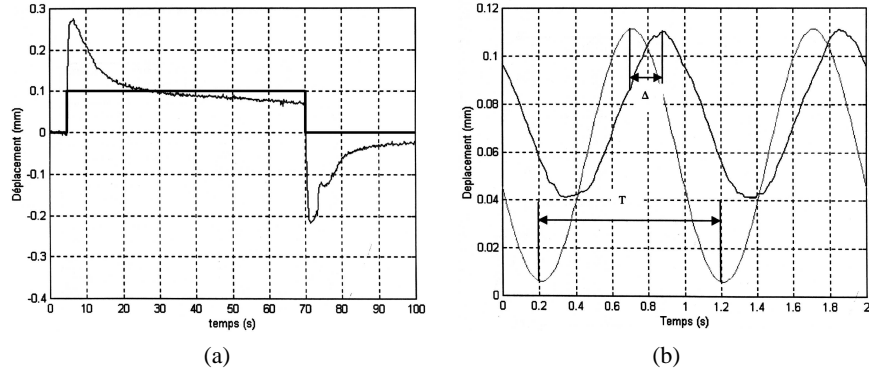 0.3
0.2
0.1
0
-0.1
-0.2
-0.3
-0.4
0 10 20 30 40 50 60 70 80 90 100
Déplacement (mm)
temps (s)
(a)
0.12
0.1
0.08
0.06
0.04
0.02
0
0 0.2 0.4 0.6 0.8 1.0 1.2 1.4 1.6 1.8 2
Deplacement (mm)
Δ
T
Temps (s)
(b)